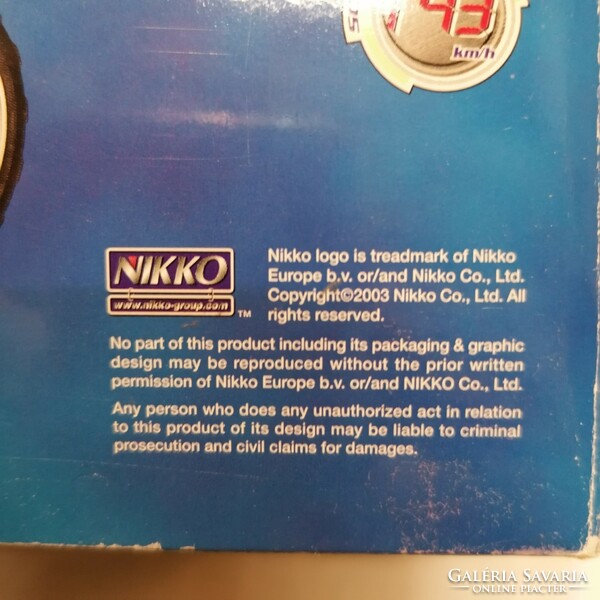 43
km/h
NIKKO
www.nikko-group.com
TM
Nikko logo is treadmark of Nikko
Europe b.v. or/and Nikko Co., Ltd.
Copyright©2003 Nikko Co., Ltd. All
rights reserved.
No part of this product including its packaging & graphic
design may be reproduced without the prior written
permission of Nikko Europe b.v. or/and NIKKO Co., Ltd.
Any person who does any unauthorized act in relation
to this product of its design may be liable to criminal
prosecution and civil claims for damages.
GALÉRIA SAVARIA
ONLINE PIACTÉR